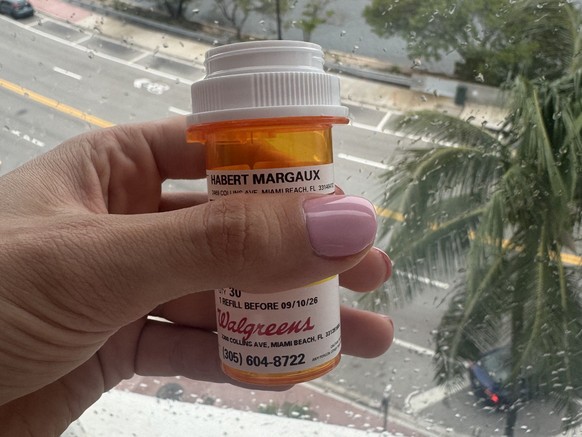 HABERT MARGAUX
COLLINS AVE, MIAMI BEACH, FL
30
REFILL BEFORE 09/10/26
Walgreens
COLLINS AVE, MIAMI BEACH, FL
(305) 604-8722